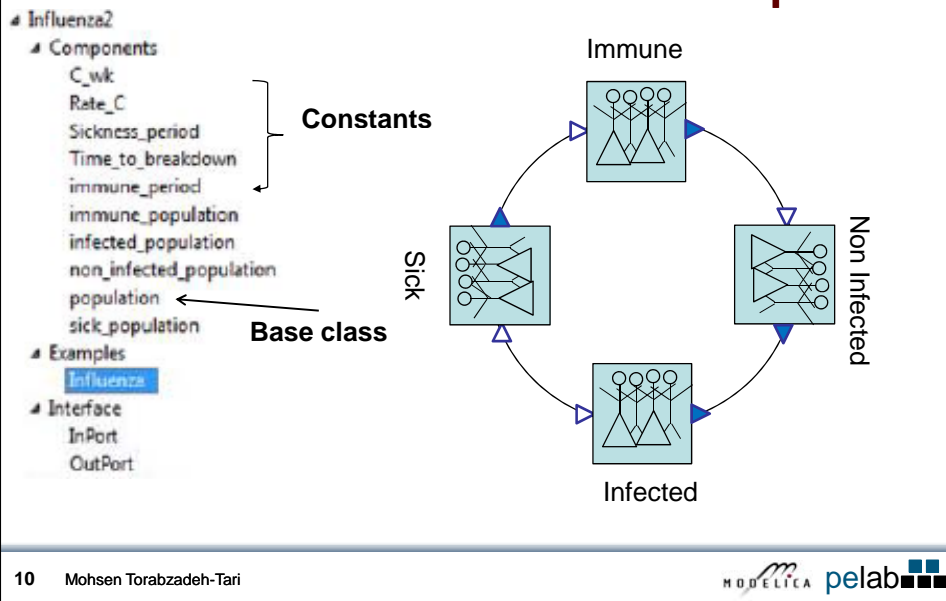 Influenza2
Components
C_wk
Rate_C
Sickness_period
Time_to_breakdown
immune_period
immune_population
infected_population
non_infected_population
population
sick_population
Examples
Influenza
Interface
InPort
OutPort
Constants
Base class
Immune
Sick
Non Infected
Infected
10 Mohsen Torabzadeh-Tari
MODELICA pelab